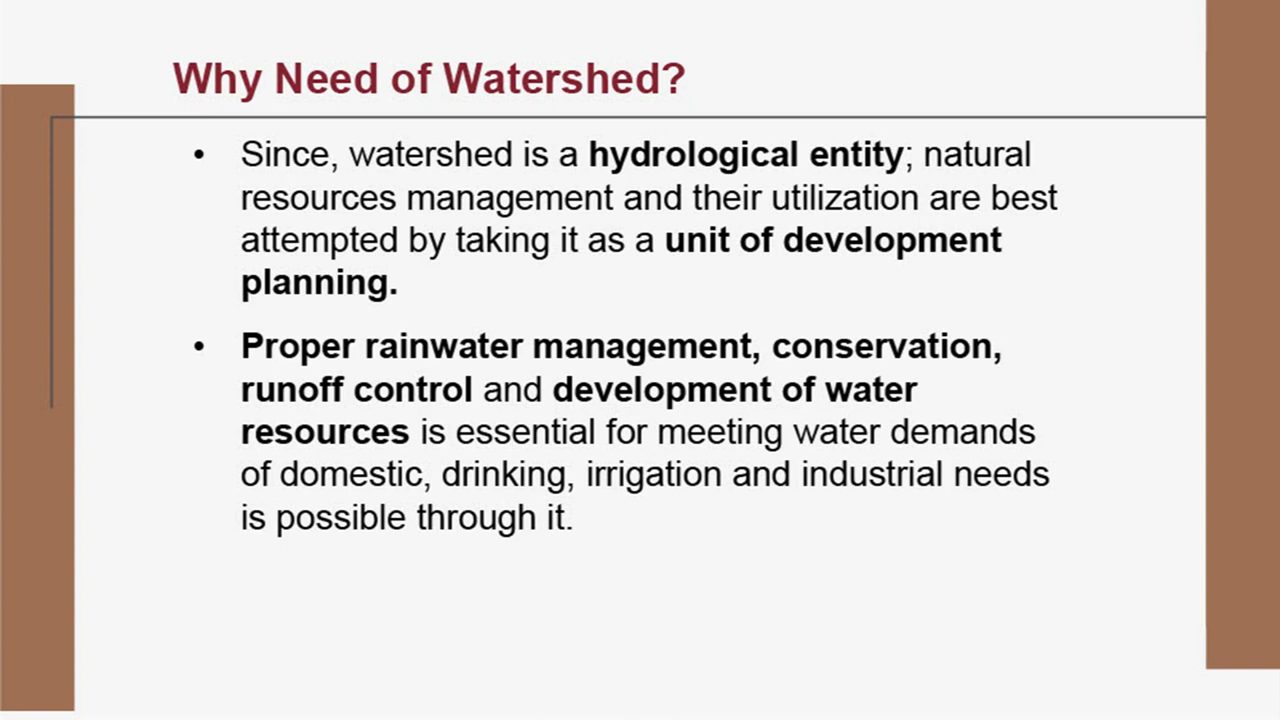 Why Need of Watershed?
• Since, watershed is a hydrological entity; natural
resources management and their utilization are best
attempted by taking it as a unit of development
planning.
• Proper rainwater management, conservation,
runoff control and development of water
resources is essential for meeting water demands
of domestic, drinking, irrigation and industrial needs
is possible through it.